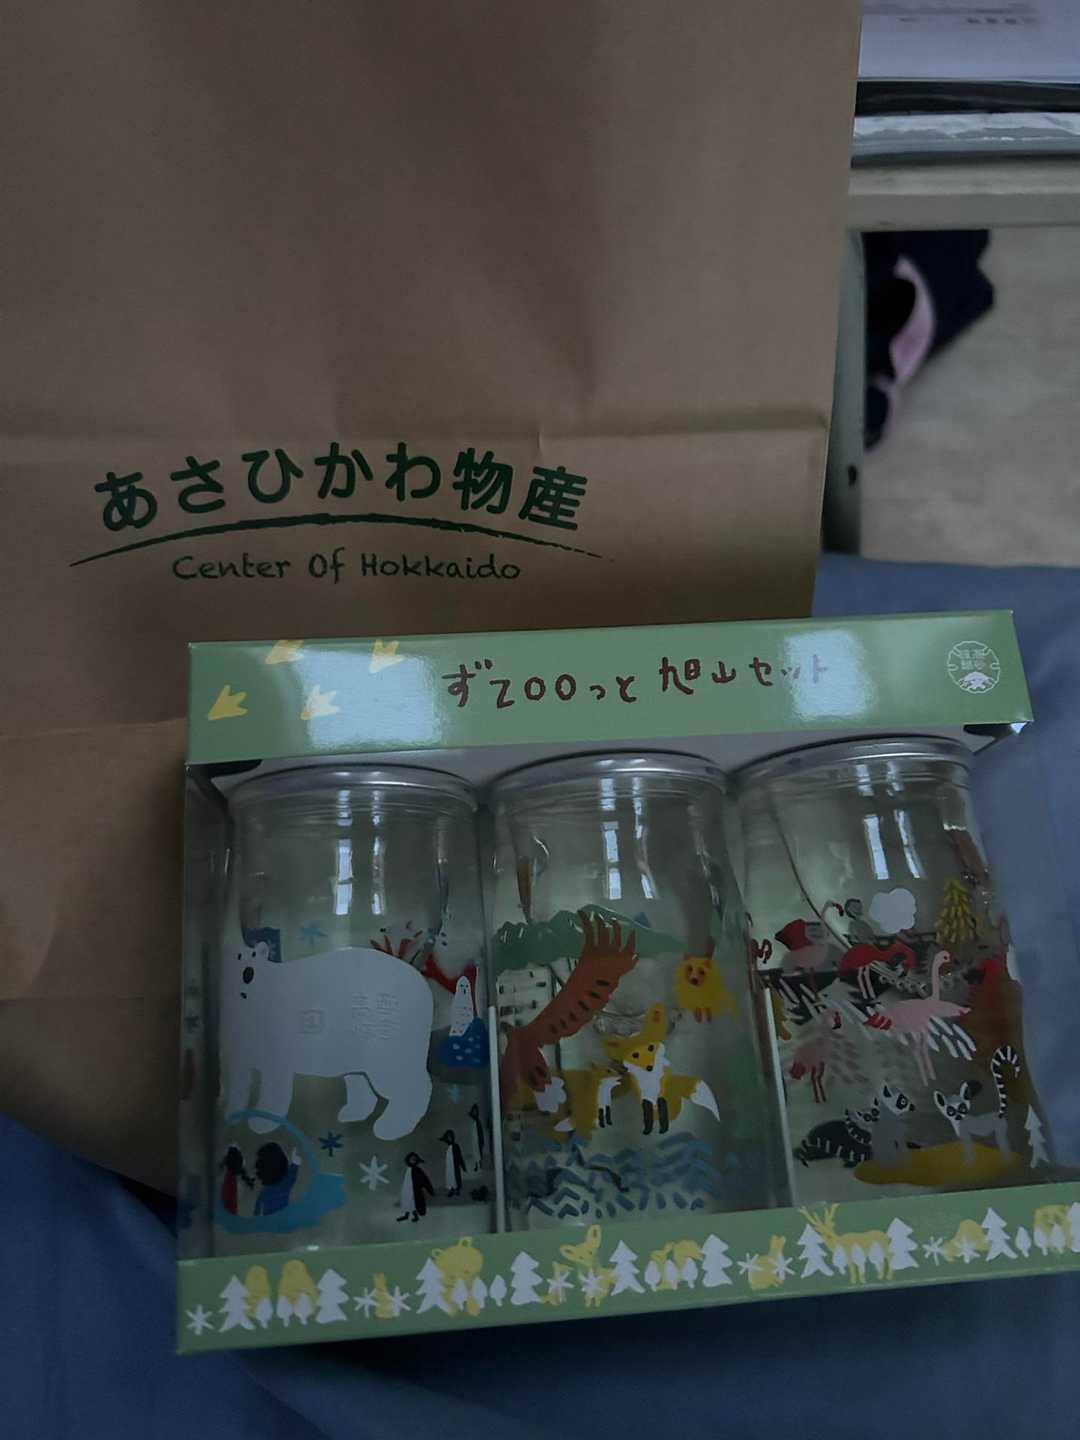 あさひかわ物産
Center Of Hokkaido
ずZOOっと 旭山セット